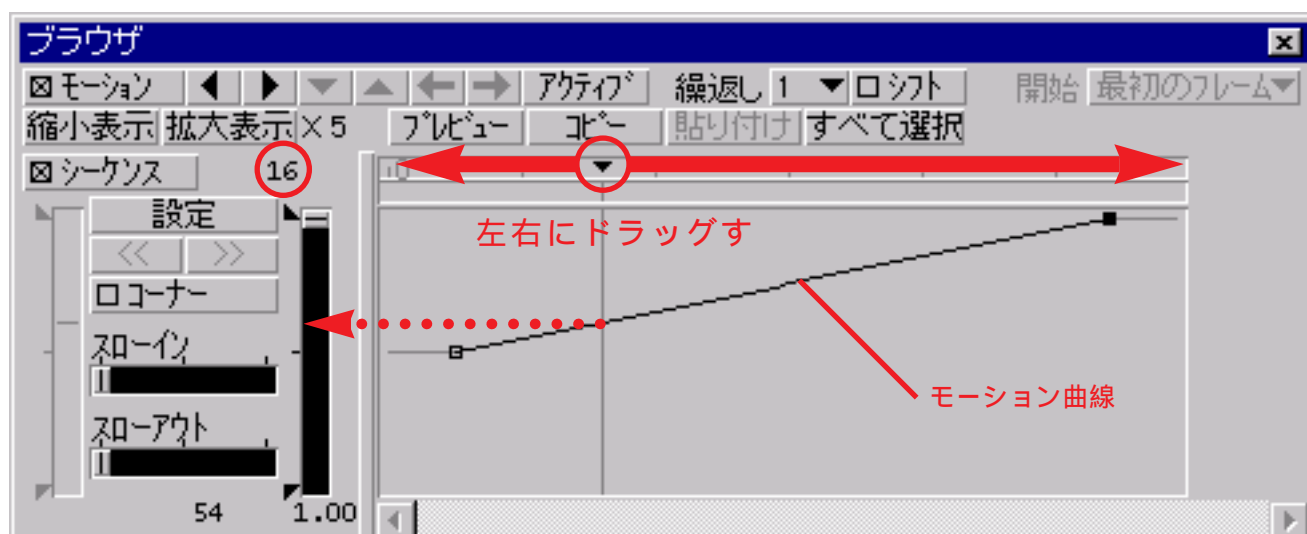 ブラウザ
モーション アクティブ 繰返し 1 シフト 開始 最初のフレーム
縮小表示 拡大表示 ×5 プレビュー コピー 貼り付け すべて選択
シーケンス 16 0
設定
左右にドラッグす
<< >>
コーナー
スローイン
モーション曲線
スローアウト
54 1.00